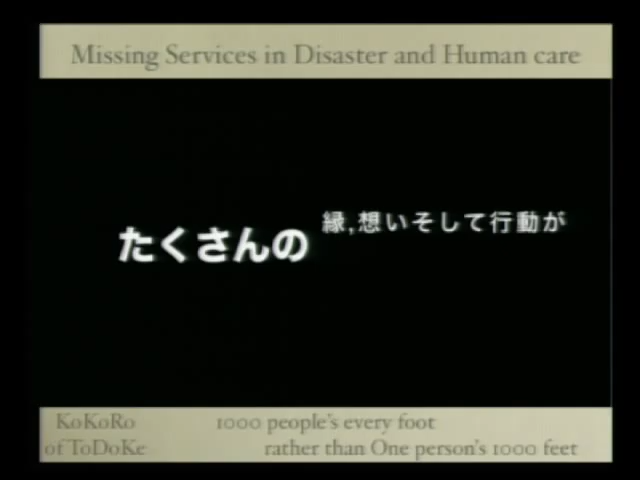 Missing Services in Disaster and Human care
たくさんの
縁,想いそして行動が
KoKoRo
of ToDoKe
1000 people's every foot
rather than One person's 1000 feet